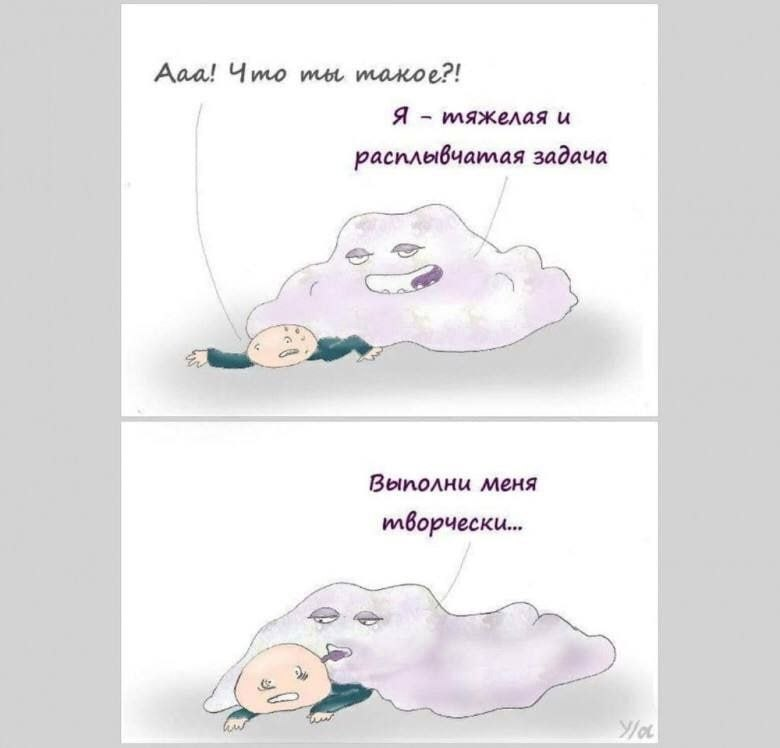 Ааа! Что ты такое?!
Я - тяжелая и
расплывчатая задача
Выполни меня
творчески...